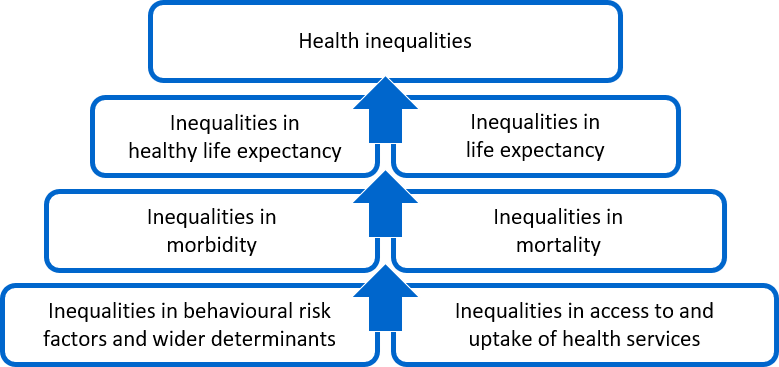 Health inequalities
Inequalities in
healthy life expectancy
Inequalities in
life expectancy
Inequalities in
morbidity
Inequalities in
mortality
Inequalities in behavioural risk
factors and wider determinants
Inequalities in access to and
uptake of health services